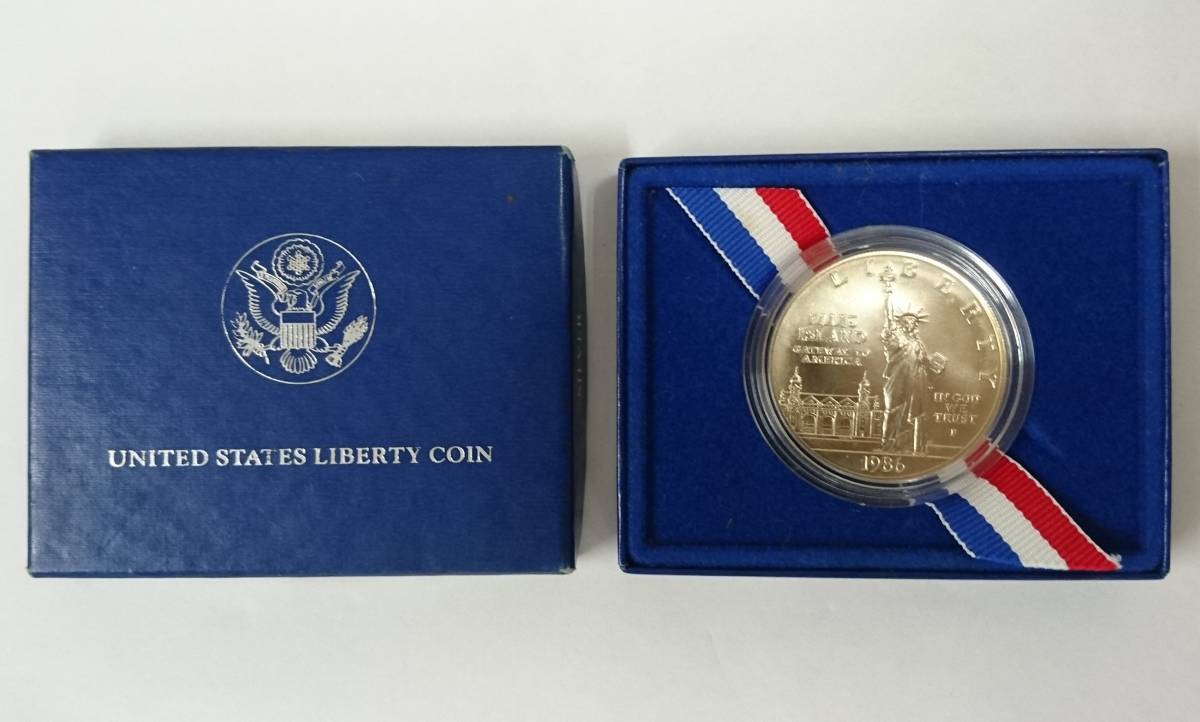 UNITED STATES LIBERTY COIN
LIBERTY
ELLIS
ISLAND
GATEWAY TO
AMERICA
IN GOD
WE
TRUST
P
1986